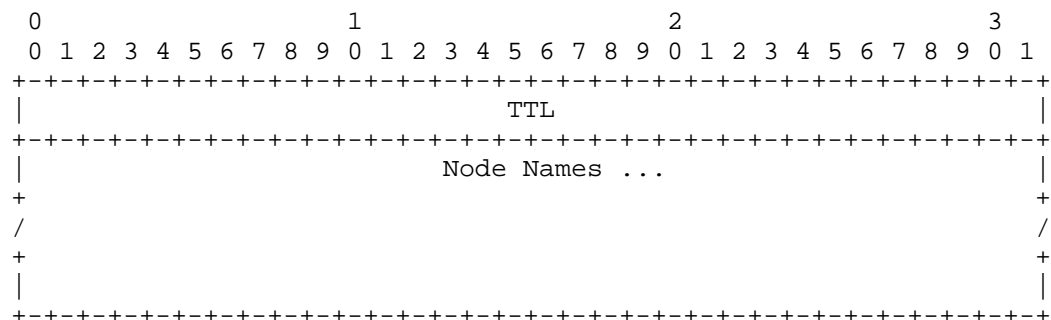 0                   1                   2                   3
 0 1 2 3 4 5 6 7 8 9 0 1 2 3 4 5 6 7 8 9 0 1 2 3 4 5 6 7 8 9 0 1
+-+-+-+-+-+-+-+-+-+-+-+-+-+-+-+-+-+-+-+-+-+-+-+-+-+-+-+-+-+-+-+-+
|                              TTL                              |
+-+-+-+-+-+-+-+-+-+-+-+-+-+-+-+-+-+-+-+-+-+-+-+-+-+-+-+-+-+-+-+-+
|                          Node Names ...                       |
+                                                               +
/                                                               /
+                                                               +
|                                                               |
+-+-+-+-+-+-+-+-+-+-+-+-+-+-+-+-+-+-+-+-+-+-+-+-+-+-+-+-+-+-+-+-+